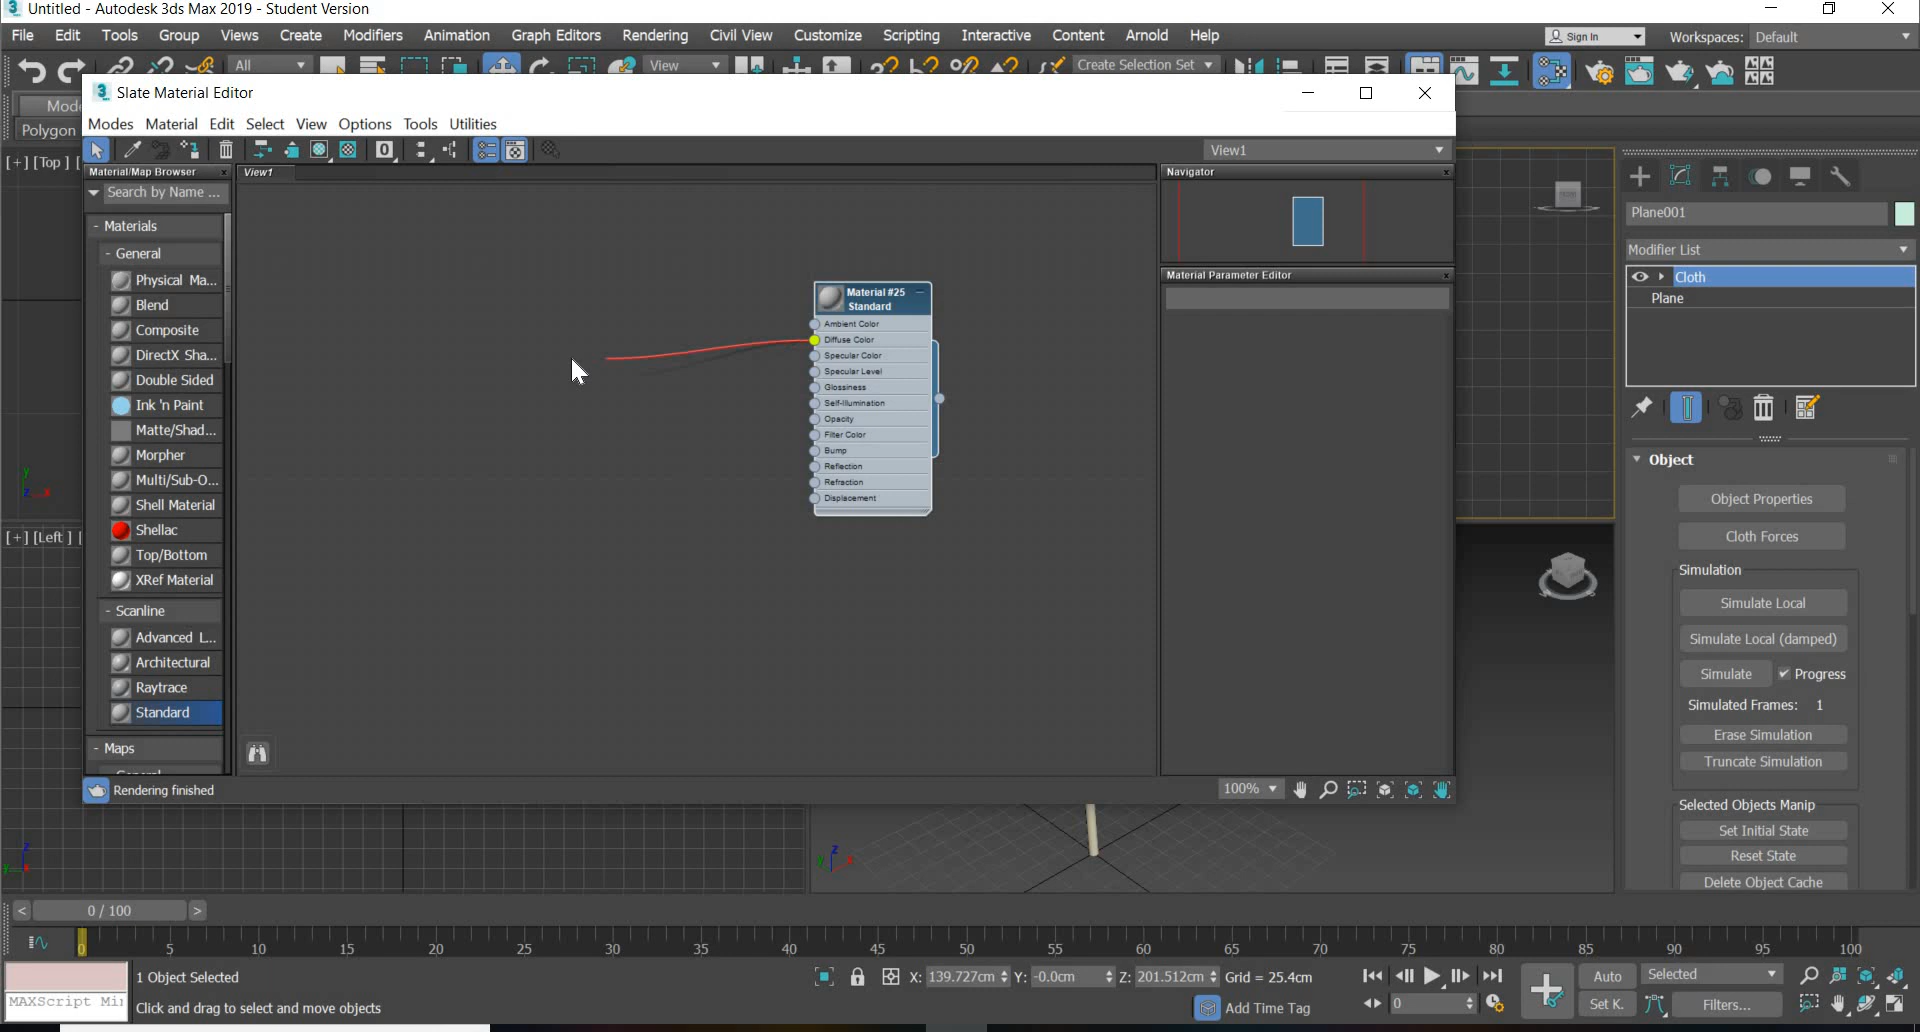 Untitled - Autodesk 3ds Max 2019 - Student Version
File Edit Tools Group Views Create Modifiers Animation Graph Editors Rendering Civil View Customize Scripting Interactive Content Arnold Help
Sign In
Workspaces: Default
All
View
Create Selection Set
Slate Material Editor
Mode
Polygon
Modes Material Edit Select View Options Tools Utilities
View1
[+] [Top ] [
Material/Map Browser
View1
Navigator
Search by Name ...
- Materials
- General
Physical Ma...
Blend
Composite
DirectX Sha...
Double Sided
Ink 'n Paint
Matte/Shad...
Morpher
Multi/Sub-O...
Shell Material
Shellac
Top/Bottom
XRef Material
- Scanline
Advanced L...
Architectural
Raytrace
Standard
- Maps
Material #25
Standard
Ambient Color
Diffuse Color
Specular Color
Specular Level
Glossiness
Self-Illumination
Opacity
Filter Color
Bump
Reflection
Refraction
Displacement
Material Parameter Editor
Rendering finished
100%
[+] [Left ] [
Plane001
Modifier List
Cloth
Plane
Object
Object Properties
Cloth Forces
Simulation
Simulate Local
Simulate Local (damped)
Simulate
Progress
Simulated Frames: 1
Erase Simulation
Truncate Simulation
Selected Objects Manip
Set Initial State
Reset State
Delete Object Cache
y
z x
z
y
z
y x
< 0 / 100 >
0 5 10 15 20 25 30 35 40 45 50 55 60 65 70 75 80 85 90 95 100
1 Object Selected
X: 139.727cm Y: -0.0cm Z: 201.512cm Grid = 25.4cm
Auto
Selected
MAXScript Mi
Click and drag to select and move objects
Add Time Tag
0
Set K.
Filters...